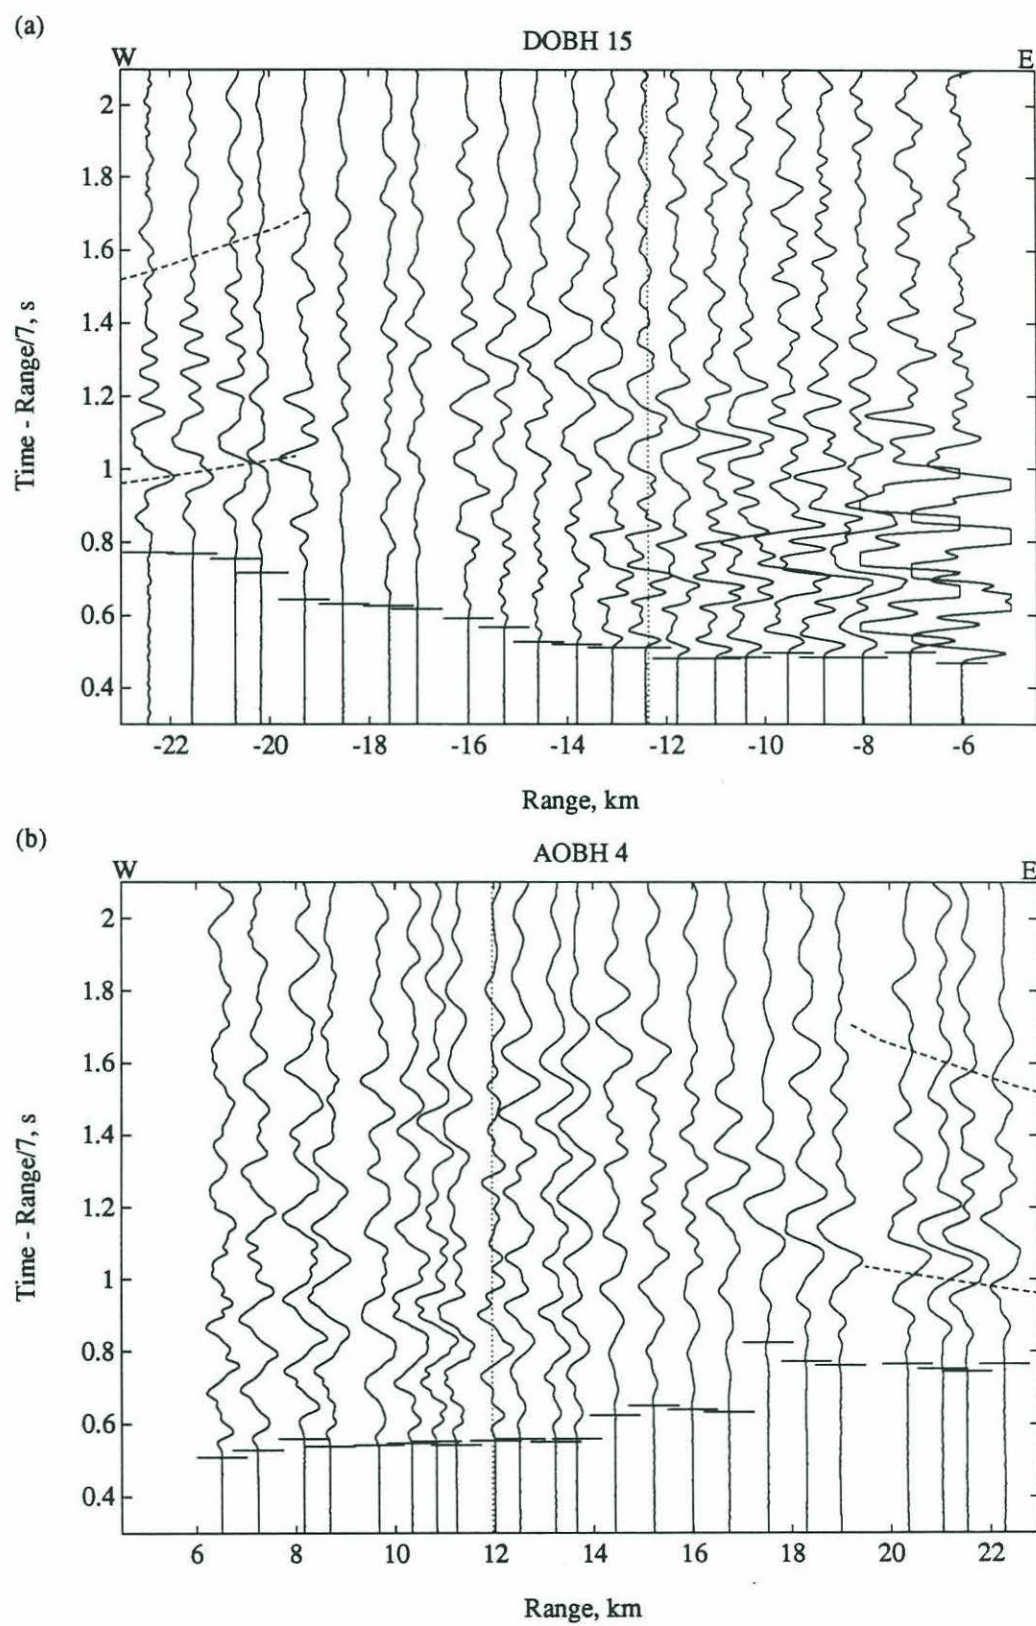 (a)
DOBH 15
W E
2
1.8
1.6
1.4
1.2
1
0.8
0.6
0.4
Time - Range/7, s
-22 -20 -18 -16 -14 -12 -10 -8 -6
Range, km
(b)
AOBH 4
W E
2
1.8
1.6
1.4
1.2
1
0.8
0.6
0.4
Time - Range/7, s
6 8 10 12 14 16 18 20 22
Range, km